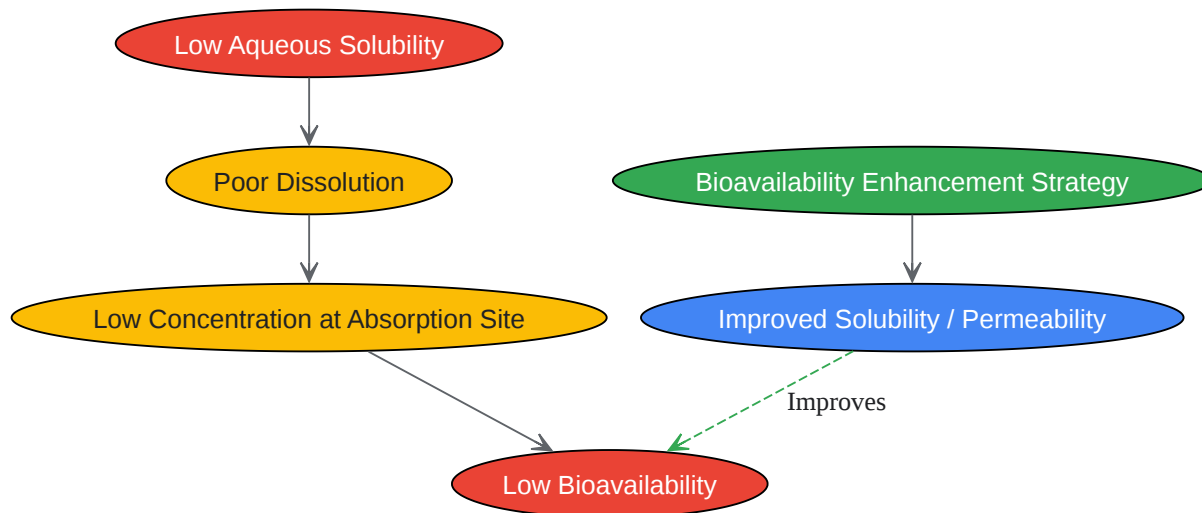 Low Aqueous Solubility
Poor Dissolution
Bioavailability Enhancement Strategy
Low Concentration at Absorption Site
Improved Solubility / Permeability
Improves
Low Bioavailability